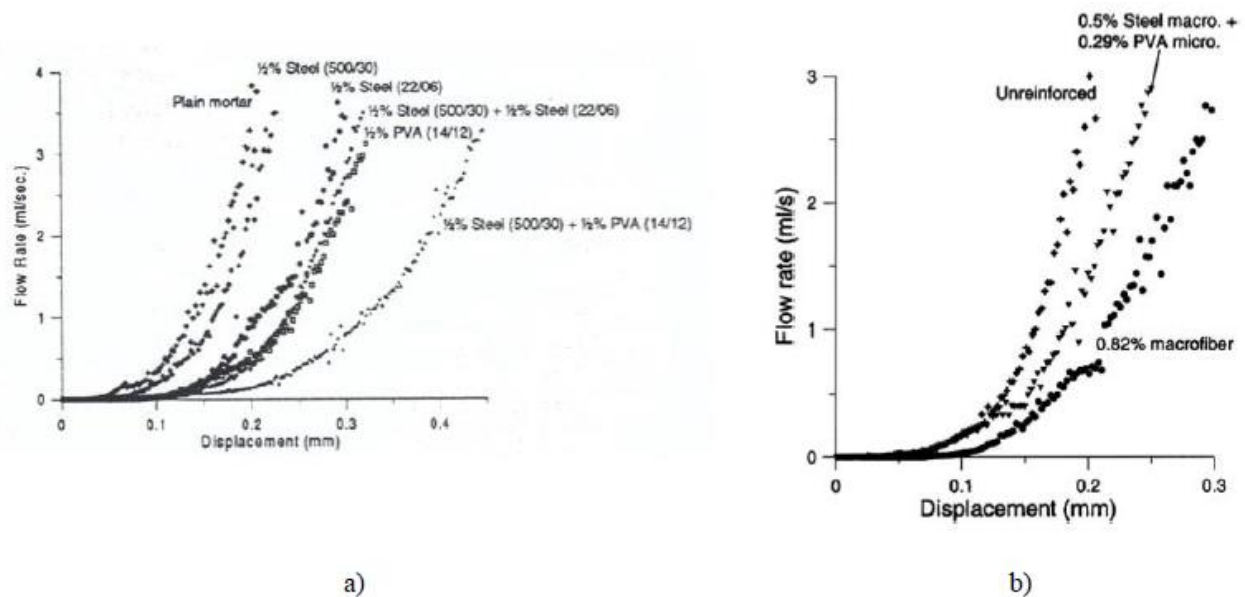 ½% Steel (500/30)
Plain mortar
½% Steel (22/06)
½% Steel (500/30) + ½% Steel (22/06)
½% PVA (14/12)
½% Steel (500/30) + ½% PVA (14/12)
Flow Rate (ml/sec.)
4
3
2
1
0
0 0.1 0.2 0.3 0.4
Displacement (mm)
a)
0.5% Steel macro. +
0.29% PVA micro.
Unreinforced
0.82% macrofiber
Flow rate (ml/s)
3
2
1
0
0 0.1 0.2 0.3
Displacement (mm)
b)